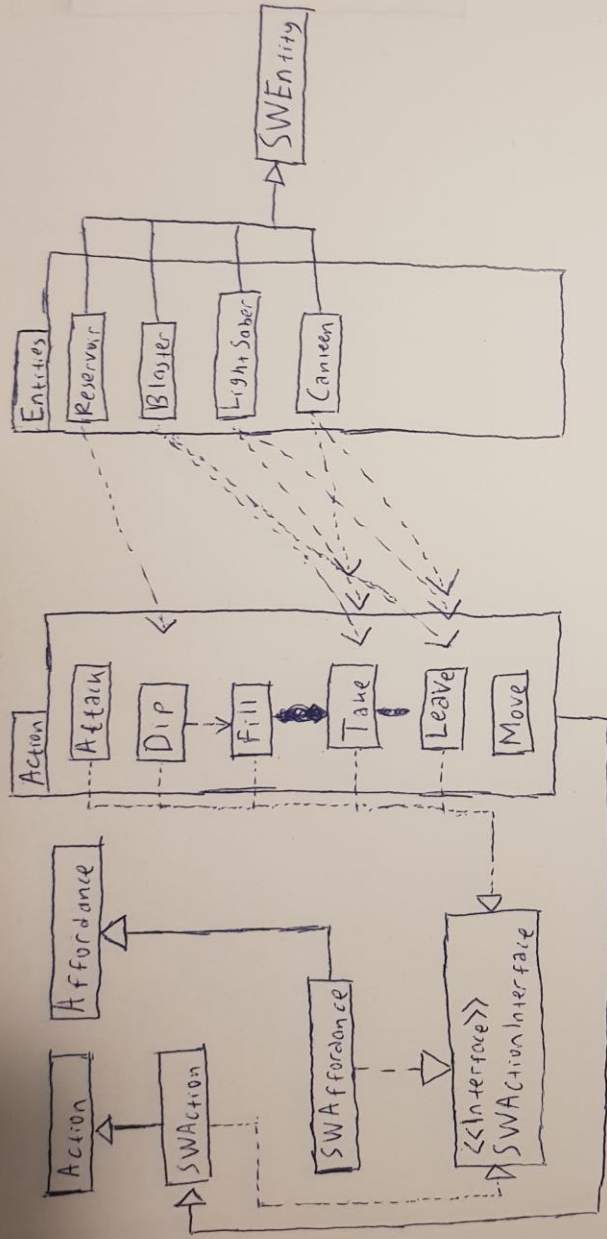 Action
Affordance
SWAction
SWAffordance
<<Interface>>
SWActionInterface
Action
Attack
Dip
Fill
Take
Leave
Move
Entities
Reservoir
Blaster
LightSaber
Canteen
SWEntity